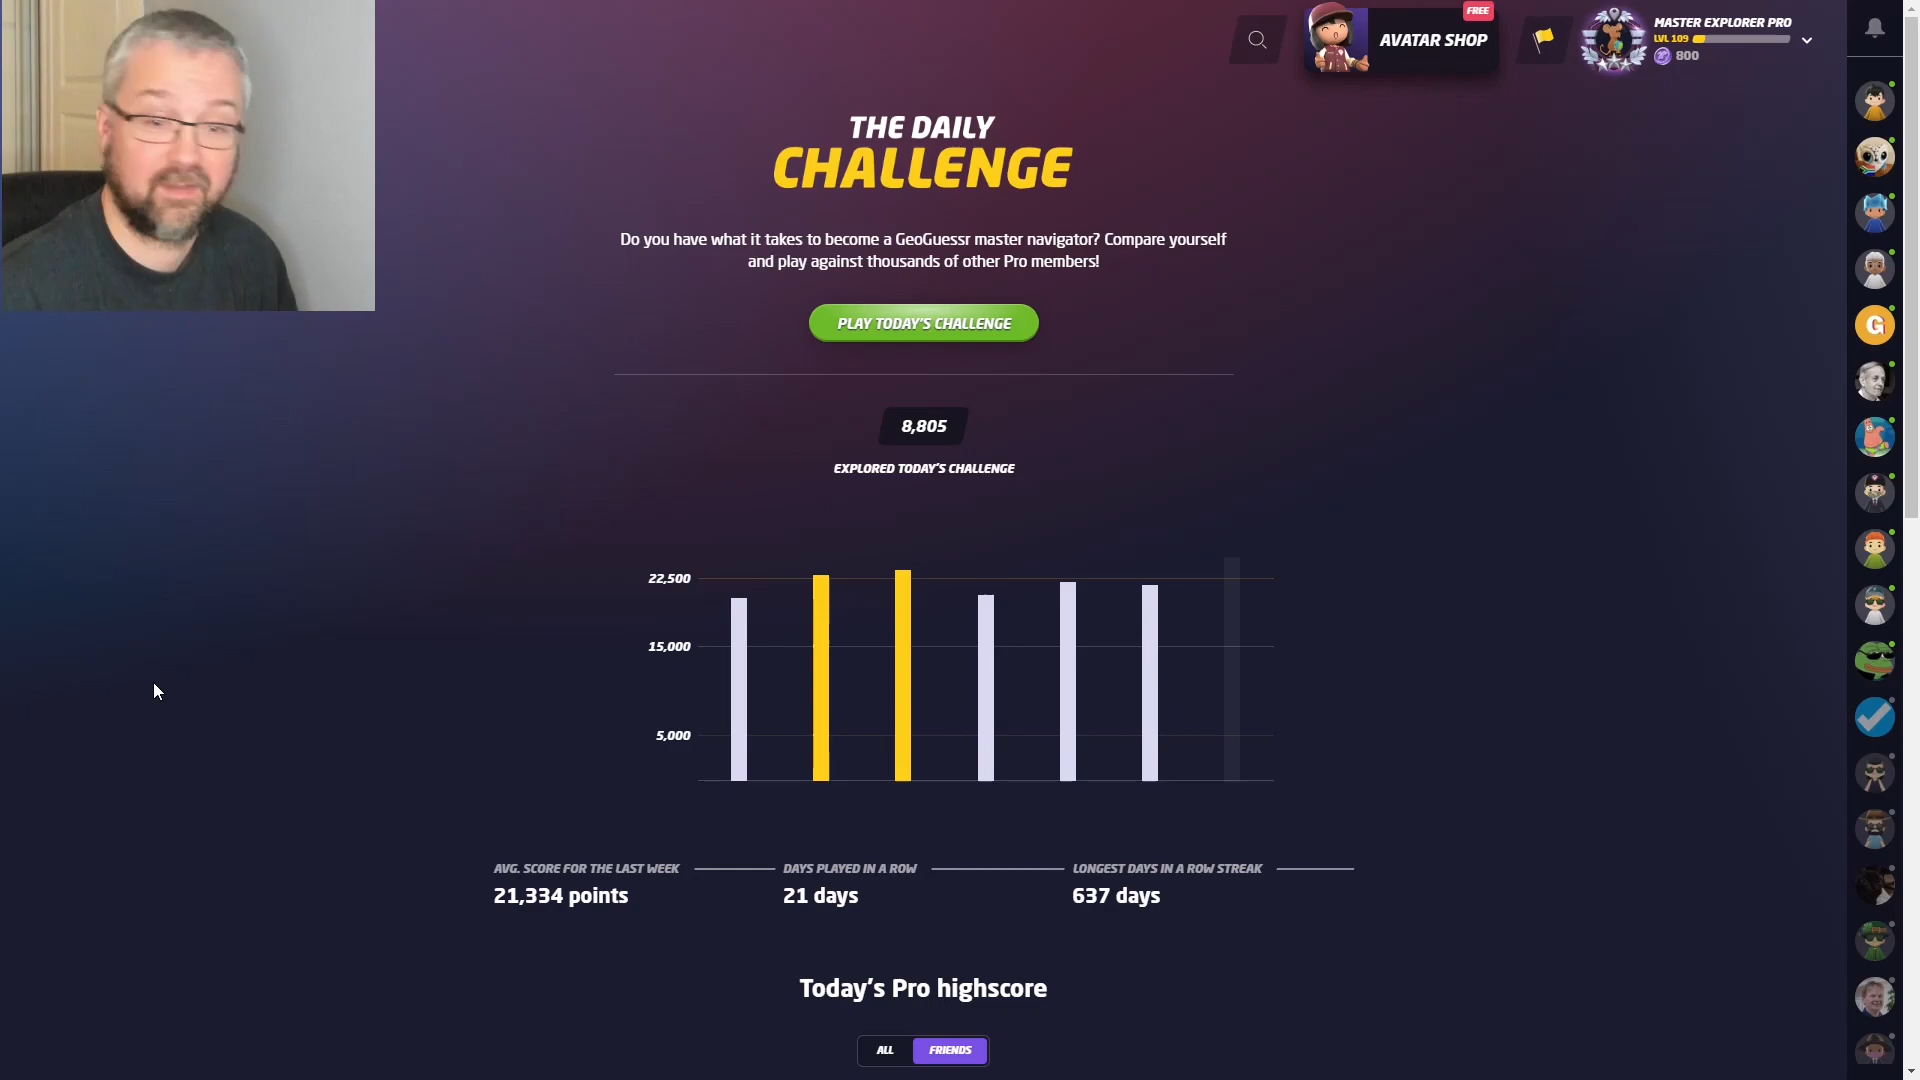 FREE
AVATAR SHOP
MASTER EXPLORER PRO
LVL 109
800
THE DAILY
CHALLENGE
Do you have what it takes to become a GeoGuessr master navigator? Compare yourself
and play against thousands of other Pro members!
PLAY TODAY'S CHALLENGE
8,805
EXPLORED TODAY'S CHALLENGE
22,500
15,000
5,000
AVG. SCORE FOR THE LAST WEEK
21,334 points
DAYS PLAYED IN A ROW
21 days
LONGEST DAYS IN A ROW STREAK
637 days
Today's Pro highscore
ALL FRIENDS
G